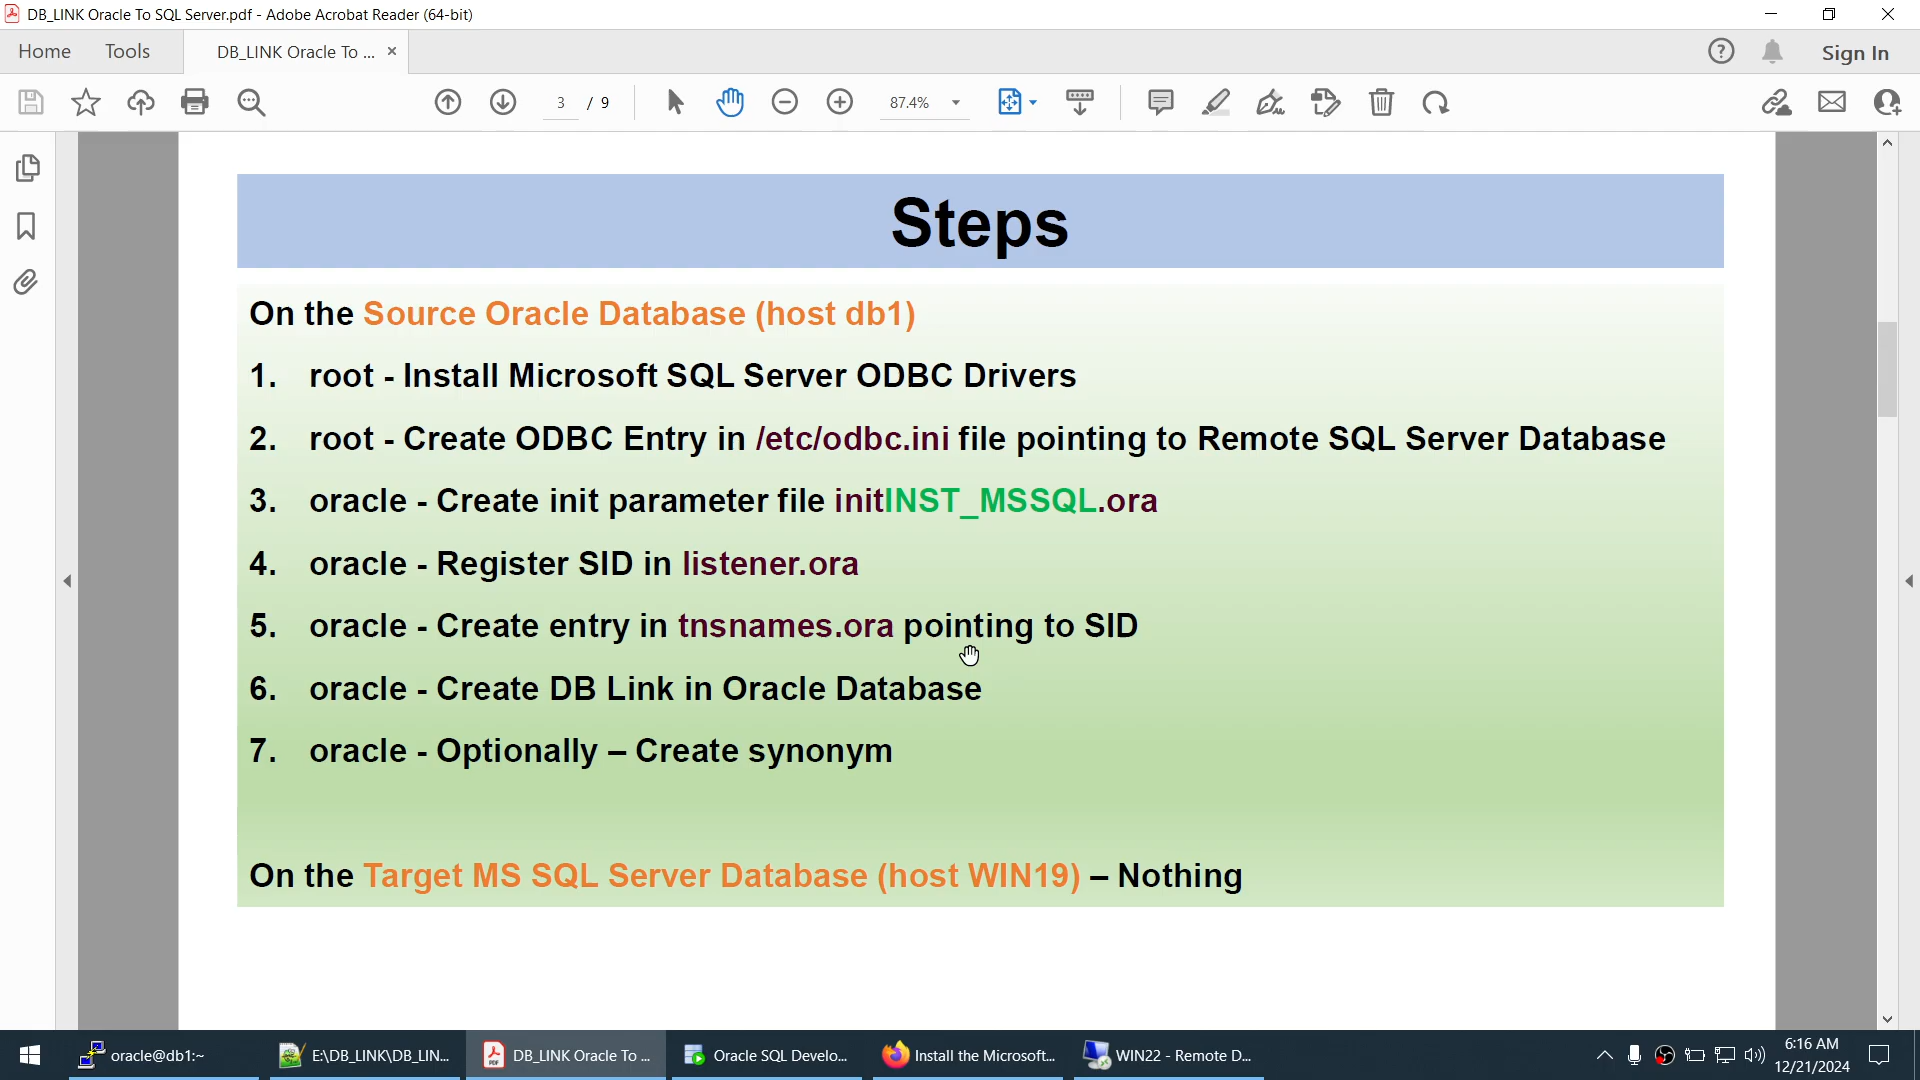 DB_LINK Oracle To SQL Server.pdf - Adobe Acrobat Reader (64-bit)
Home
Tools
DB_LINK Oracle To ...
Sign In
3 / 9
87.4%
Steps
On the Source Oracle Database (host db1)
1. root - Install Microsoft SQL Server ODBC Drivers
2. root - Create ODBC Entry in /etc/odbc.ini file pointing to Remote SQL Server Database
3. oracle - Create init parameter file initINST_MSSQL.ora
4. oracle - Register SID in listener.ora
5. oracle - Create entry in tnsnames.ora pointing to SID
6. oracle - Create DB Link in Oracle Database
7. oracle - Optionally – Create synonym
On the Target MS SQL Server Database (host WIN19) – Nothing
oracle@db1:~
E:\DB_LINK\DB_LIN...
DB_LINK Oracle To ...
Oracle SQL Develo...
Install the Microsoft...
WIN22 - Remote D...
6:16 AM
12/21/2024